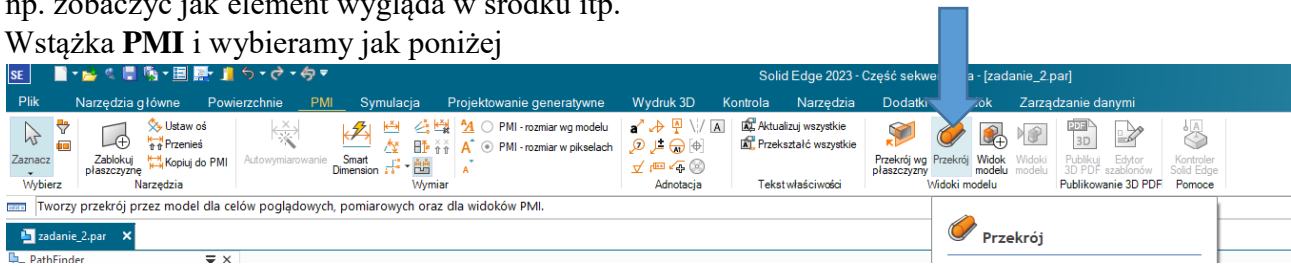 np. zobaczyć jak element wygląda w środku itp.
Wstążka PMI i wybieramy jak poniżej
SE Solid Edge 2023 - Część sekwe a - [zadanie_2.par]
Plik Narzędzia główne Powierzchnie PMI Symulacja Projektowanie generatywne Wydruk 3D Kontrola Narzędzia Dodatki ok Zarządzanie danymi
Zaznacz
Zablokuj płaszczyznę
Ustaw oś
Przenieś
Kopiuj do PMI
Autowymiarowanie
Smart Dimension
PMI - rozmiar wg modelu
PMI - rozmiar w pikselach
Aktualizuj wszystkie
Przekształć wszystkie
Przekrój wg płaszczyzny
Przekrój
Widok modelu
Widoki modelu
Publikuj 3D PDF
Edytor szablonów
Kontroler Solid Edge
Wybierz Narzędzia Wymiar Adnotacja Tekst właściwości Widoki modelu Publikowanie 3D PDF Pomoce
Tworzy przekrój przez model dla celów poglądowych, pomiarowych oraz dla widoków PMI.
zadanie_2.par X
Przekrój
PathFinder